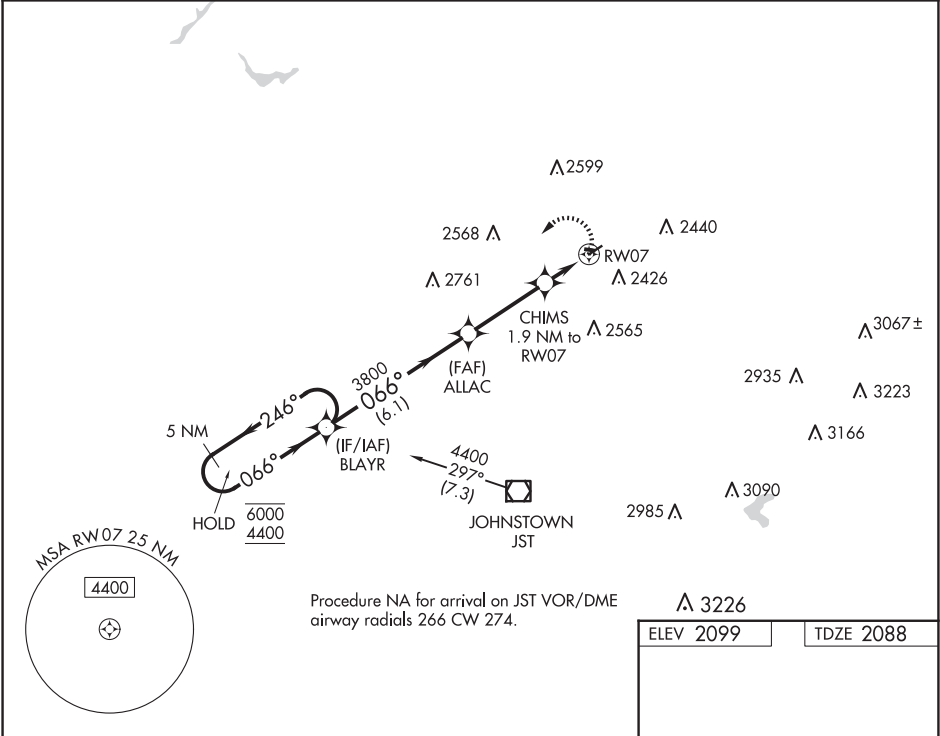 2599
2568
2440
RW07
2761
2426
CHIMS
1.9 NM to
RW07
2565
3067±
(FAF)
ALLAC
3800
066°
(6.1)
2935
3223
246°
5 NM
(IF/IAF)
BLAYR
3166
066°
4400
297°
(7.3)
HOLD
6000
4400
3090
2985
JOHNSTOWN
JST
MSA RW07 25 NM
4400
Procedure NA for arrival on JST VOR/DME
airway radials 266 CW 274.
3226
ELEV 2099
TDZE 2088